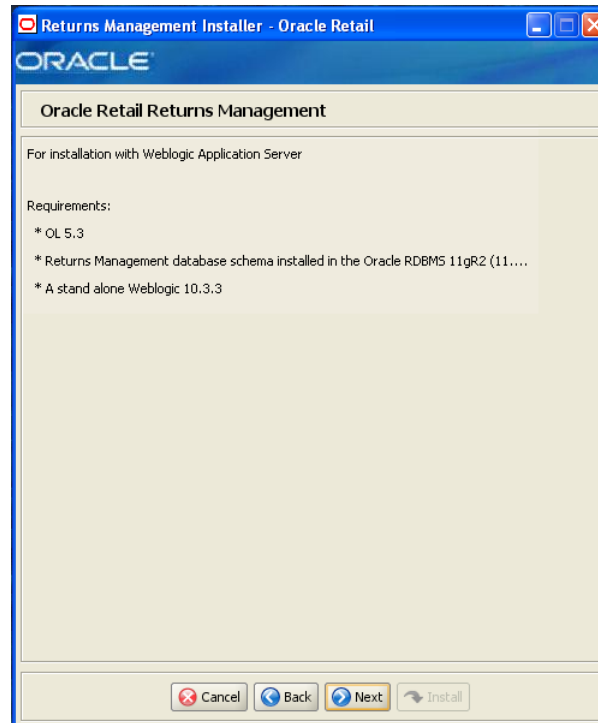 Returns Management Installer - Oracle Retail
ORACLE
Oracle Retail Returns Management
For installation with Weblogic Application Server
Requirements:
* OL 5.3
* Returns Management database schema installed in the Oracle RDBMS 11gR2 (11....
* A stand alone Weblogic 10.3.3
Cancel Back Next Install